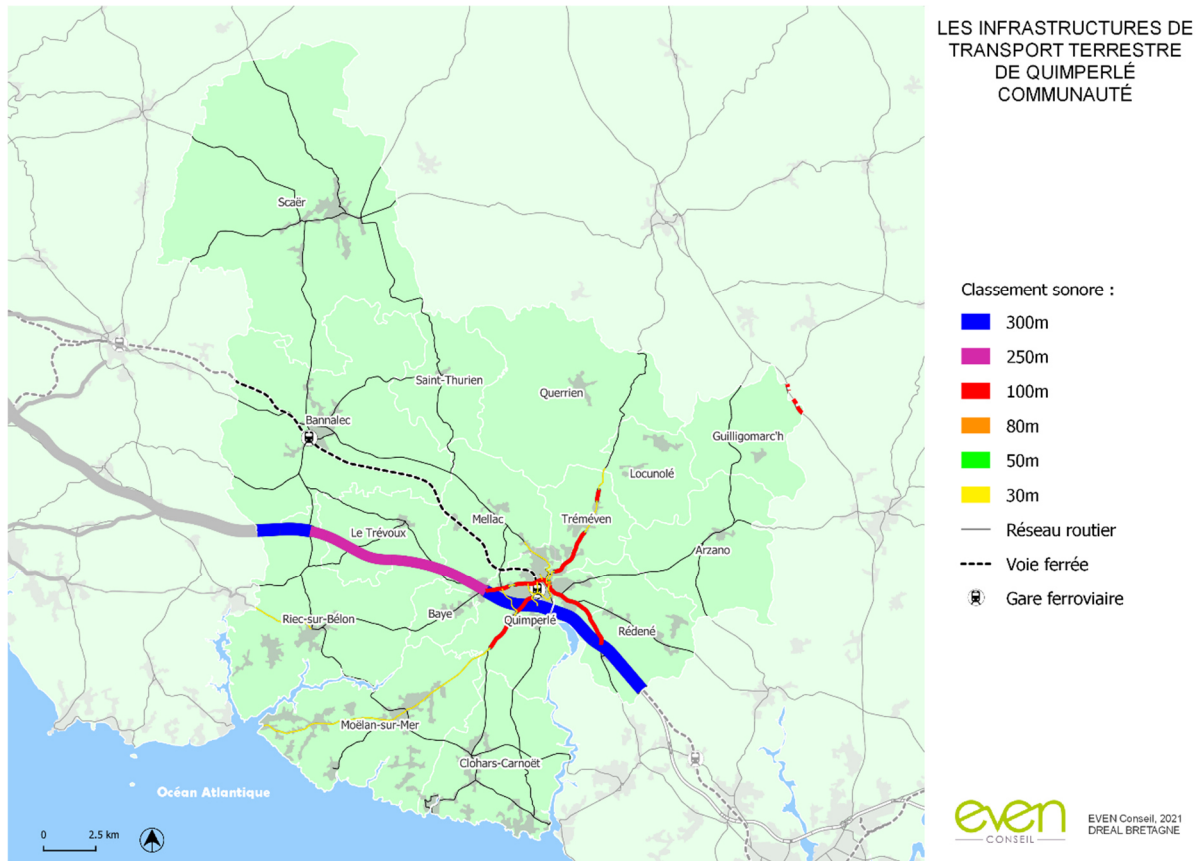 LES INFRASTRUCTURES DE
TRANSPORT TERRESTRE
DE QUIMPERLÉ
COMMUNAUTÉ
Scaër
Saint-Thurien
Querrien
Bannalec
Guilligomarc'h
Locunolé
Mellac
Tréméven
Le Trévoux
Arzano
Baye
Riec-sur-Bélon
Quimperlé
Rédené
Moëlan-sur-Mer
Clohars-Carnoët
Océan Atlantique
0 2.5 km
Classement sonore :
300m
250m
100m
80m
50m
30m
Réseau routier
Voie ferrée
Gare ferroviaire
even
CONSEIL
EVEN Conseil, 2021
DREAL BRETAGNE